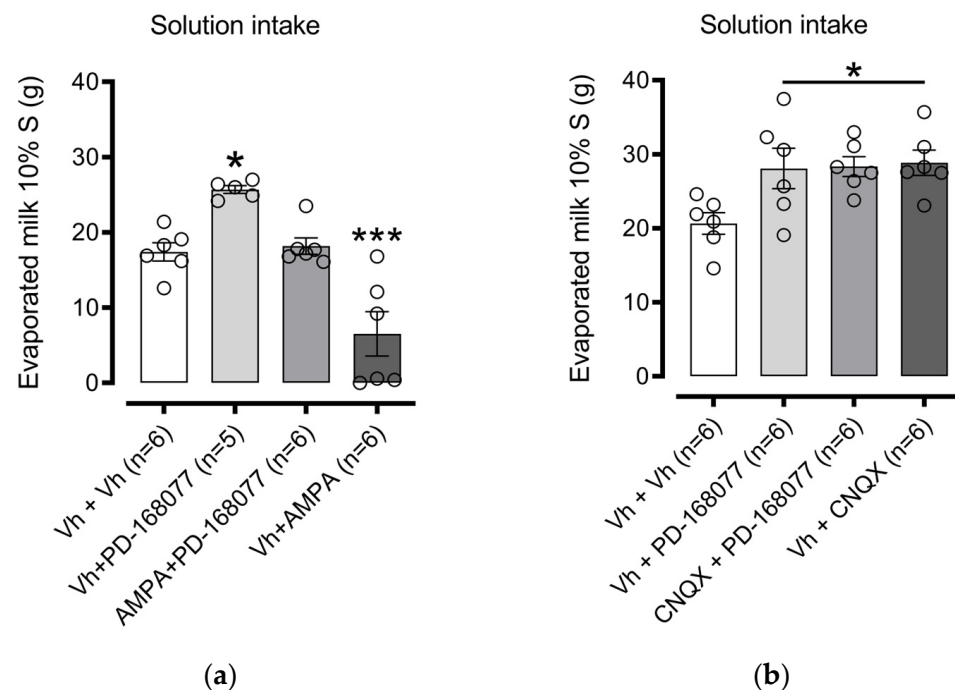 Solution intake
Evaporated milk 10% S (g)
40
30
20
10
0
*
***
Vh + Vh (n=6)
Vh+PD-168077 (n=5)
AMPA+PD-168077 (n=6)
Vh+AMPA (n=6)
(a)
Solution intake
Evaporated milk 10% S (g)
40
30
20
10
0
*
Vh + Vh (n=6)
Vh + PD-168077 (n=6)
CNQX + PD-168077 (n=6)
Vh + CNQX (n=6)
(b)